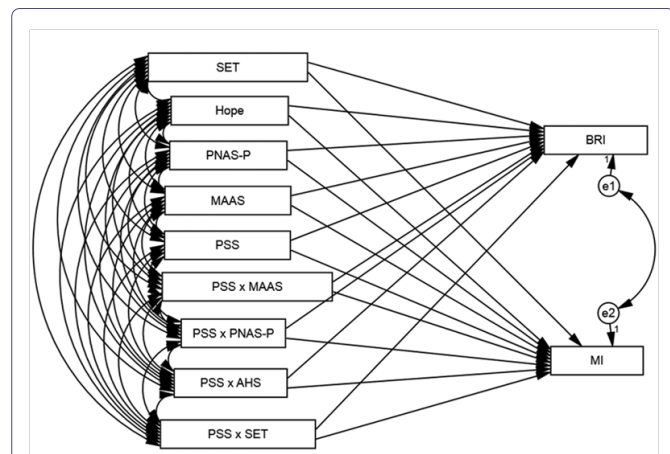 SET
Hope
PNAS-P
MAAS
PSS
PSS x MAAS
PSS x PNAS-P
PSS x AHS
PSS x SET
BRI
1
e1
e2
1
MI